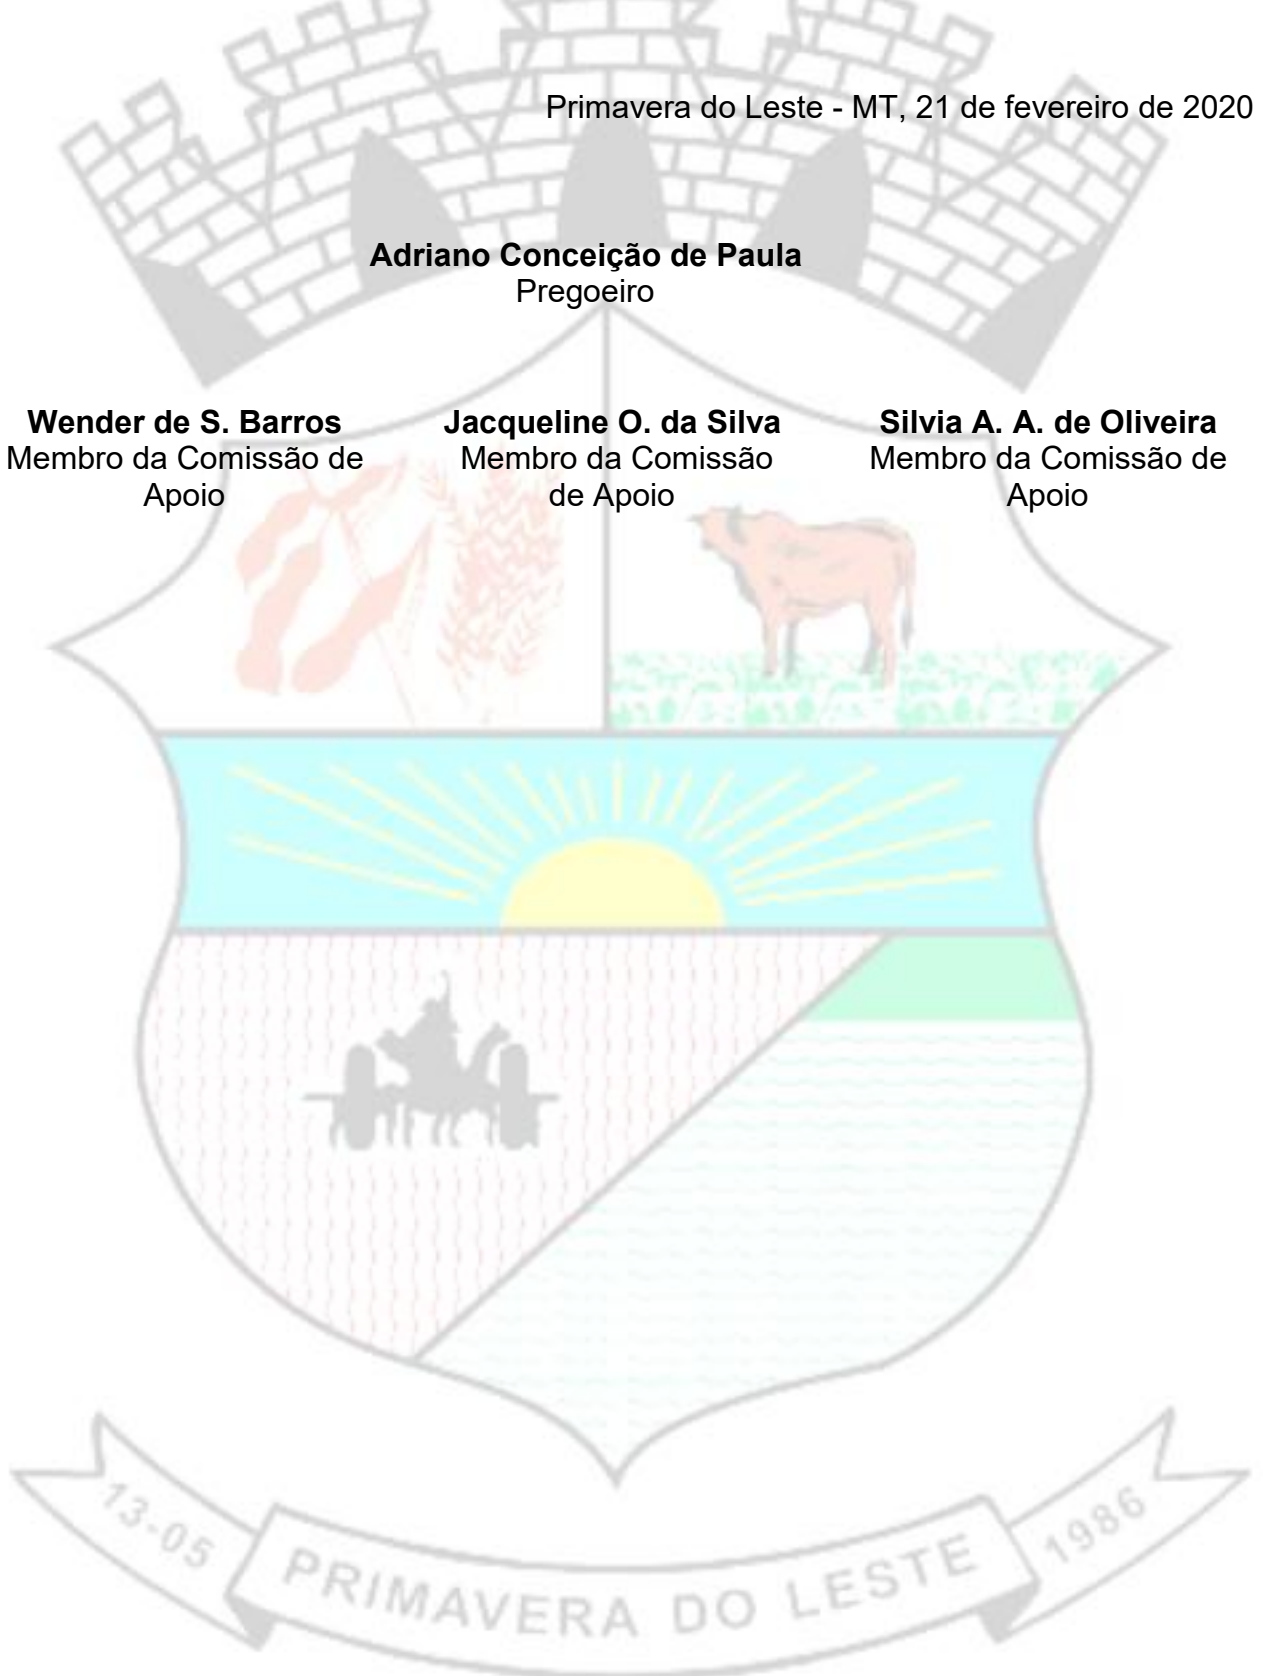 Primavera do Leste - MT, 21 de fevereiro de 2020
Adriano Conceição de Paula
Pregoeiro
Wender de S. Barros
Membro da Comissão de
Apoio
Jacqueline O. da Silva
Membro da Comissão
de Apoio
Silvia A. A. de Oliveira
Membro da Comissão de
Apoio
13-05
PRIMAVERA DO LESTE
1986